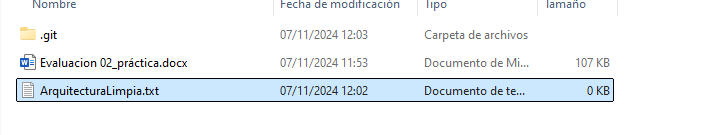 Nombre Fecha de modificación Tipo Tamaño
.git 07/11/2024 12:03 Carpeta de archivos
Evaluacion 02_práctica.docx 07/11/2024 11:53 Documento de Mi... 107 KB
ArquitecturaLimpia.txt 07/11/2024 12:02 Documento de te... 0 KB